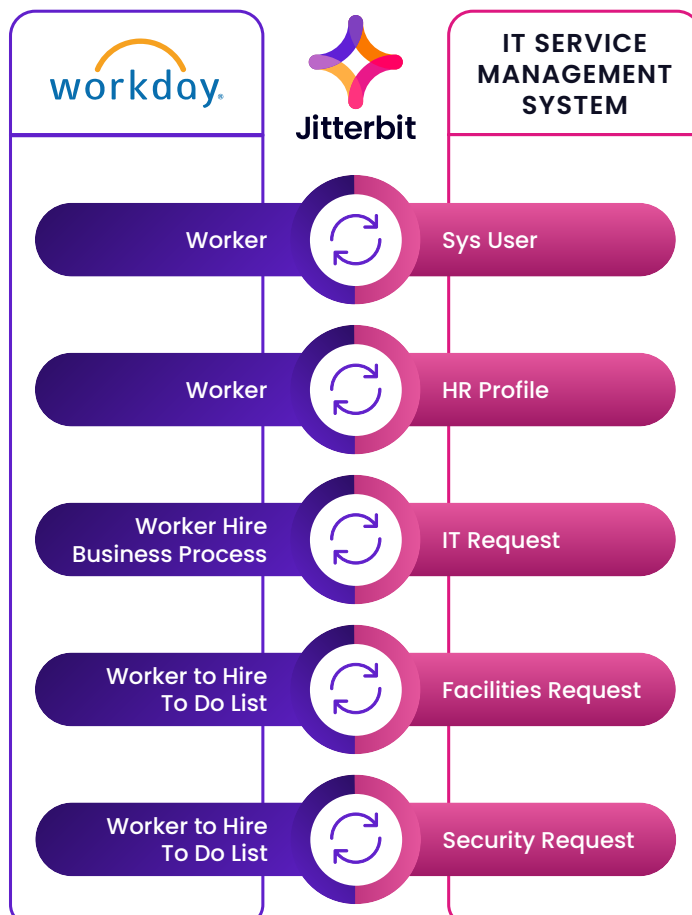 workday.
Jitterbit
IT SERVICE
MANAGEMENT
SYSTEM
Worker
Sys User
Worker
HR Profile
Worker Hire
Business Process
IT Request
Worker to Hire
To Do List
Facilities Request
Worker to Hire
To Do List
Security Request